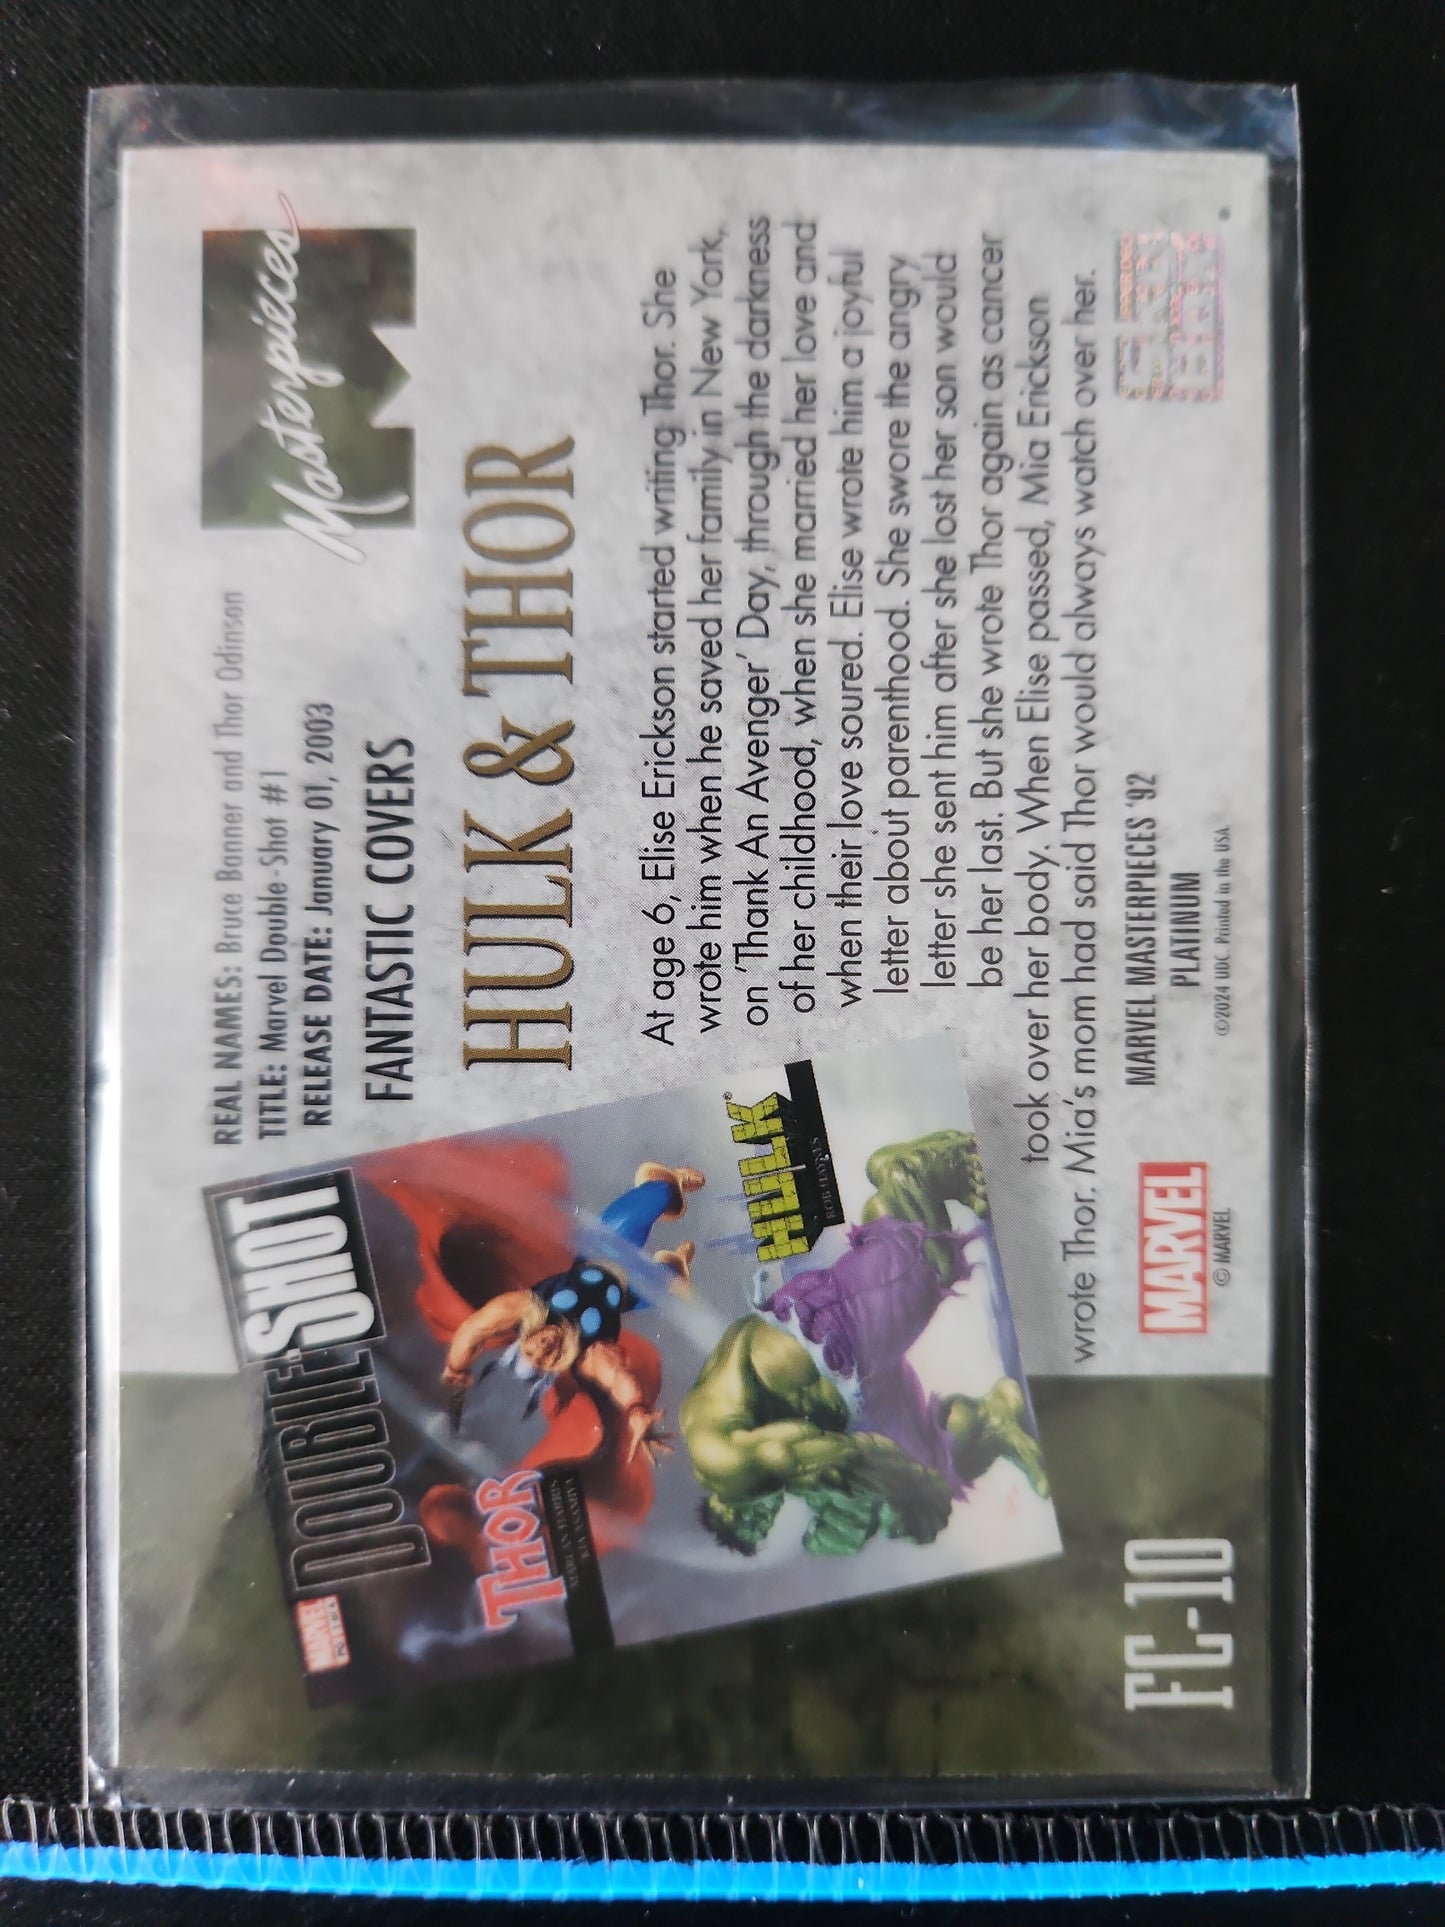 REAL NAMES: Bruce Banner and Thor Odinson
TITLE: Marvel Double-Shot #1
RELEASE DATE: January 01, 2003
Masterpieces
FANTASTIC COVERS
HULK & THOR
MARVEL
DOUBLE-SHOT
THOR
HULK®
At age 6, Elise Erickson started writing Thor. She
wrote him when he saved her family in New York,
on 'Thank An Avenger' Day, through the darkness
of her childhood, when she married her love and
when their love soured. Elise wrote him a joyful
letter about parenthood. She swore the angry
letter she sent him after she lost her son would
be her last. But she wrote Thor again as cancer
took over her body. When Elise passed, Mia Erickson
wrote Thor. Mia's mom had said Thor would always watch over her.
FC-10
MARVEL
© MARVEL
MARVEL MASTERPIECES '92
PLATINUM
©2024 UDC. Printed in the USA.